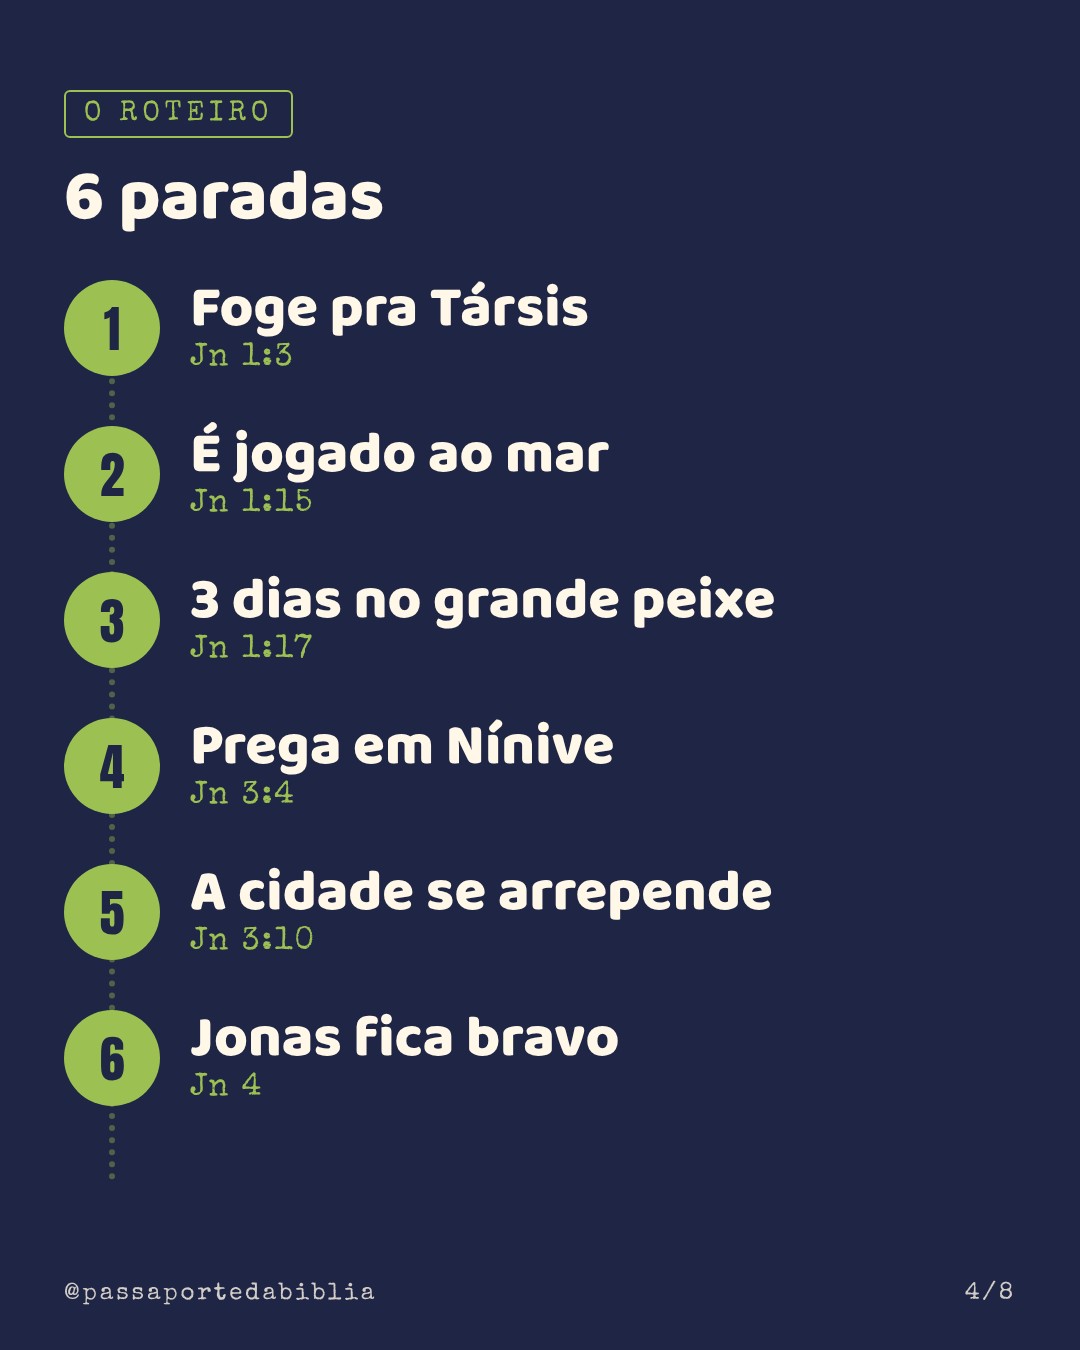 O ROTEIRO
6 paradas
1
Foge pra Társis
Jn 1:3
2
É jogado ao mar
Jn 1:15
3
3 dias no grande peixe
Jn 1:17
4
Prega em Nínive
Jn 3:4
5
A cidade se arrepende
Jn 3:10
6
Jonas fica bravo
Jn 4
@passaportedabiblia
4/8